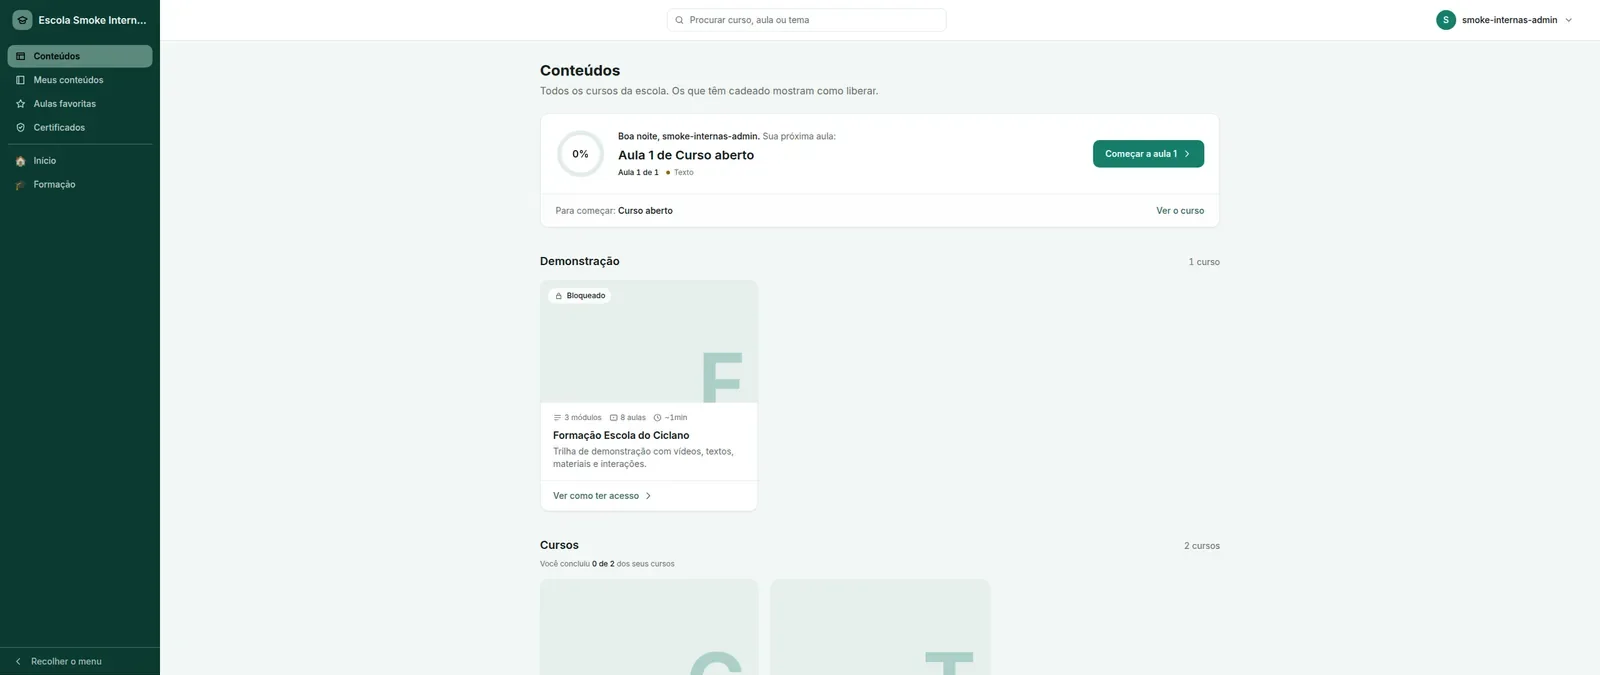 Escola Smoke Intern...
Procurar curso, aula ou tema
S
smoke-internas-admin
Conteúdos
Meus conteúdos
Aulas favoritas
Certificados
Início
Formação
Recolher o menu
Conteúdos
Todos os cursos da escola. Os que têm cadeado mostram como liberar.
0%
Boa noite, smoke-internas-admin. Sua próxima aula:
Aula 1 de Curso aberto
Aula 1 de 1 • Texto
Começar a aula 1
Para começar: Curso aberto
Ver o curso
Demonstração
1 curso
Bloqueado
F
3 módulos 8 aulas ~1min
Formação Escola do Ciclano
Trilha de demonstração com vídeos, textos,
materiais e interações.
Ver como ter acesso
Cursos
2 cursos
Você concluiu 0 de 2 dos seus cursos
C
T